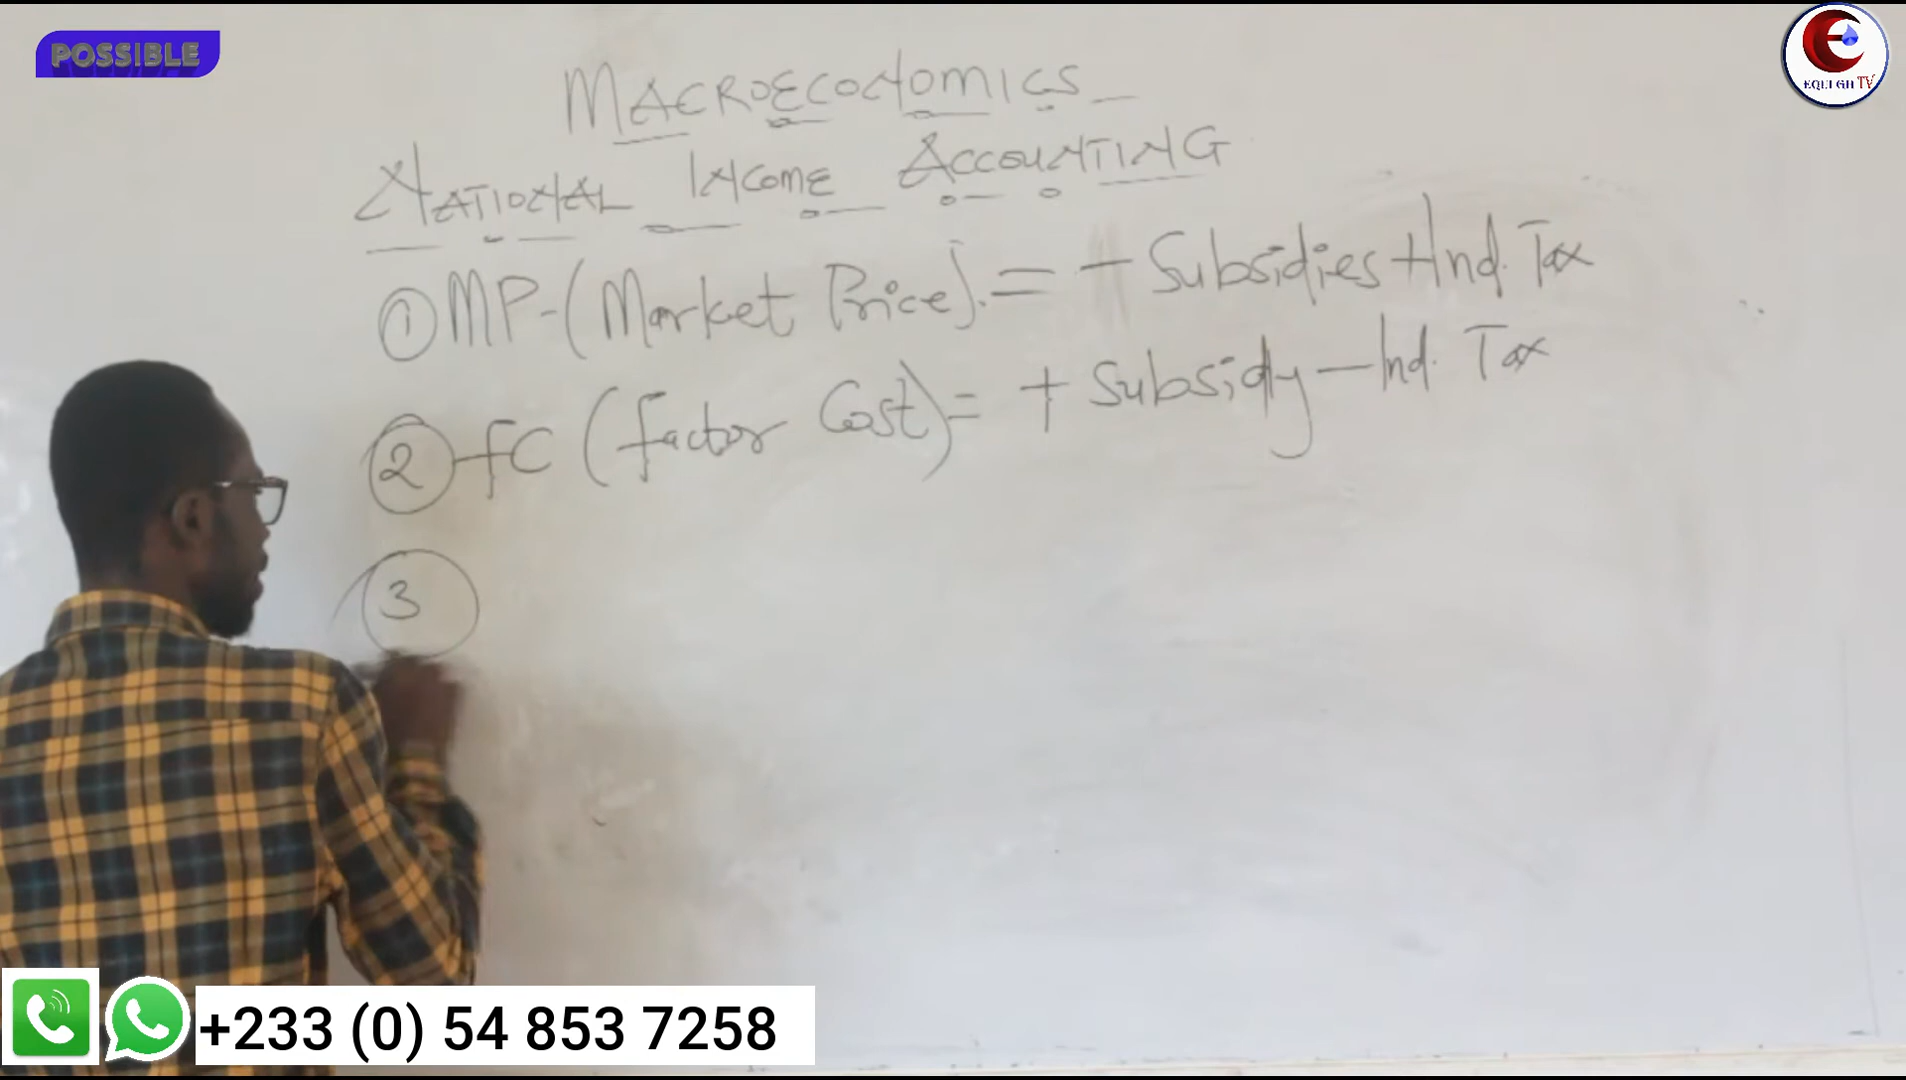 POSSIBLE
EQUI GH TV
MACROECONOMICS
NATIONAL INCOME ACCOUNTING
① MP-(Market Price). = - Subsidies + Ind. Tax
② FC (Factor Cost) = + Subsidy - Ind. Tax
③
+233 (0) 54 853 7258